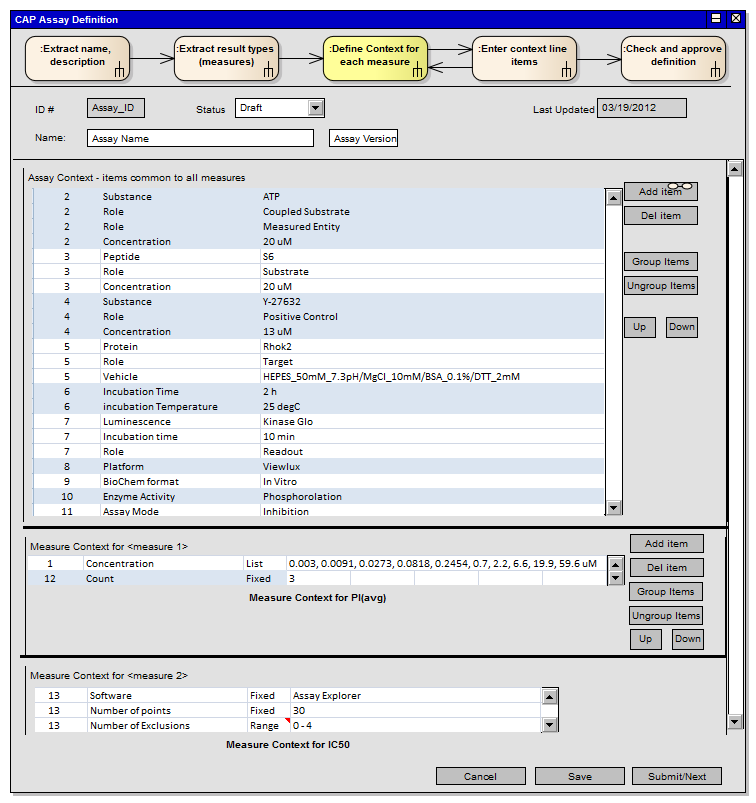 CAP Assay Definition
:Extract name, description
:Extract result types (measures)
:Define Context for each measure
:Enter context line items
:Check and approve definition
ID # Assay_ID Status Draft Last Updated 03/19/2012
Name: Assay Name Assay Version
Assay Context - items common to all measures
2 Substance ATP
2 Role Coupled Substrate
2 Role Measured Entity
2 Concentration 20 uM
3 Peptide S6
3 Role Substrate
3 Concentration 20 uM
4 Substance Y-27632
4 Role Positive Control
4 Concentration 13 uM
5 Protein Rhok2
5 Role Target
5 Vehicle HEPES_50mM_7.3pH/MgCl_10mM/BSA_0.1%/DTT_2mM
6 Incubation Time 2 h
6 incubation Temperature 25 degC
7 Luminescence Kinase Glo
7 Incubation time 10 min
7 Role Readout
8 Platform Viewlux
9 BioChem format In Vitro
10 Enzyme Activity Phosphorolation
11 Assay Mode Inhibition
Add item
Del item
Group Items
Ungroup Items
Up Down
Measure Context for <measure 1>
1 Concentration List 0.003, 0.0091, 0.0273, 0.0818, 0.2454, 0.7, 2.2, 6.6, 19.9, 59.6 uM
12 Count Fixed 3
Measure Context for PI(avg)
Add item
Del item
Group Items
Ungroup Items
Up Down
Measure Context for <measure 2>
13 Software Fixed Assay Explorer
13 Number of points Fixed 30
13 Number of Exclusions Range 0 - 4
Measure Context for IC50
Cancel Save Submit/Next